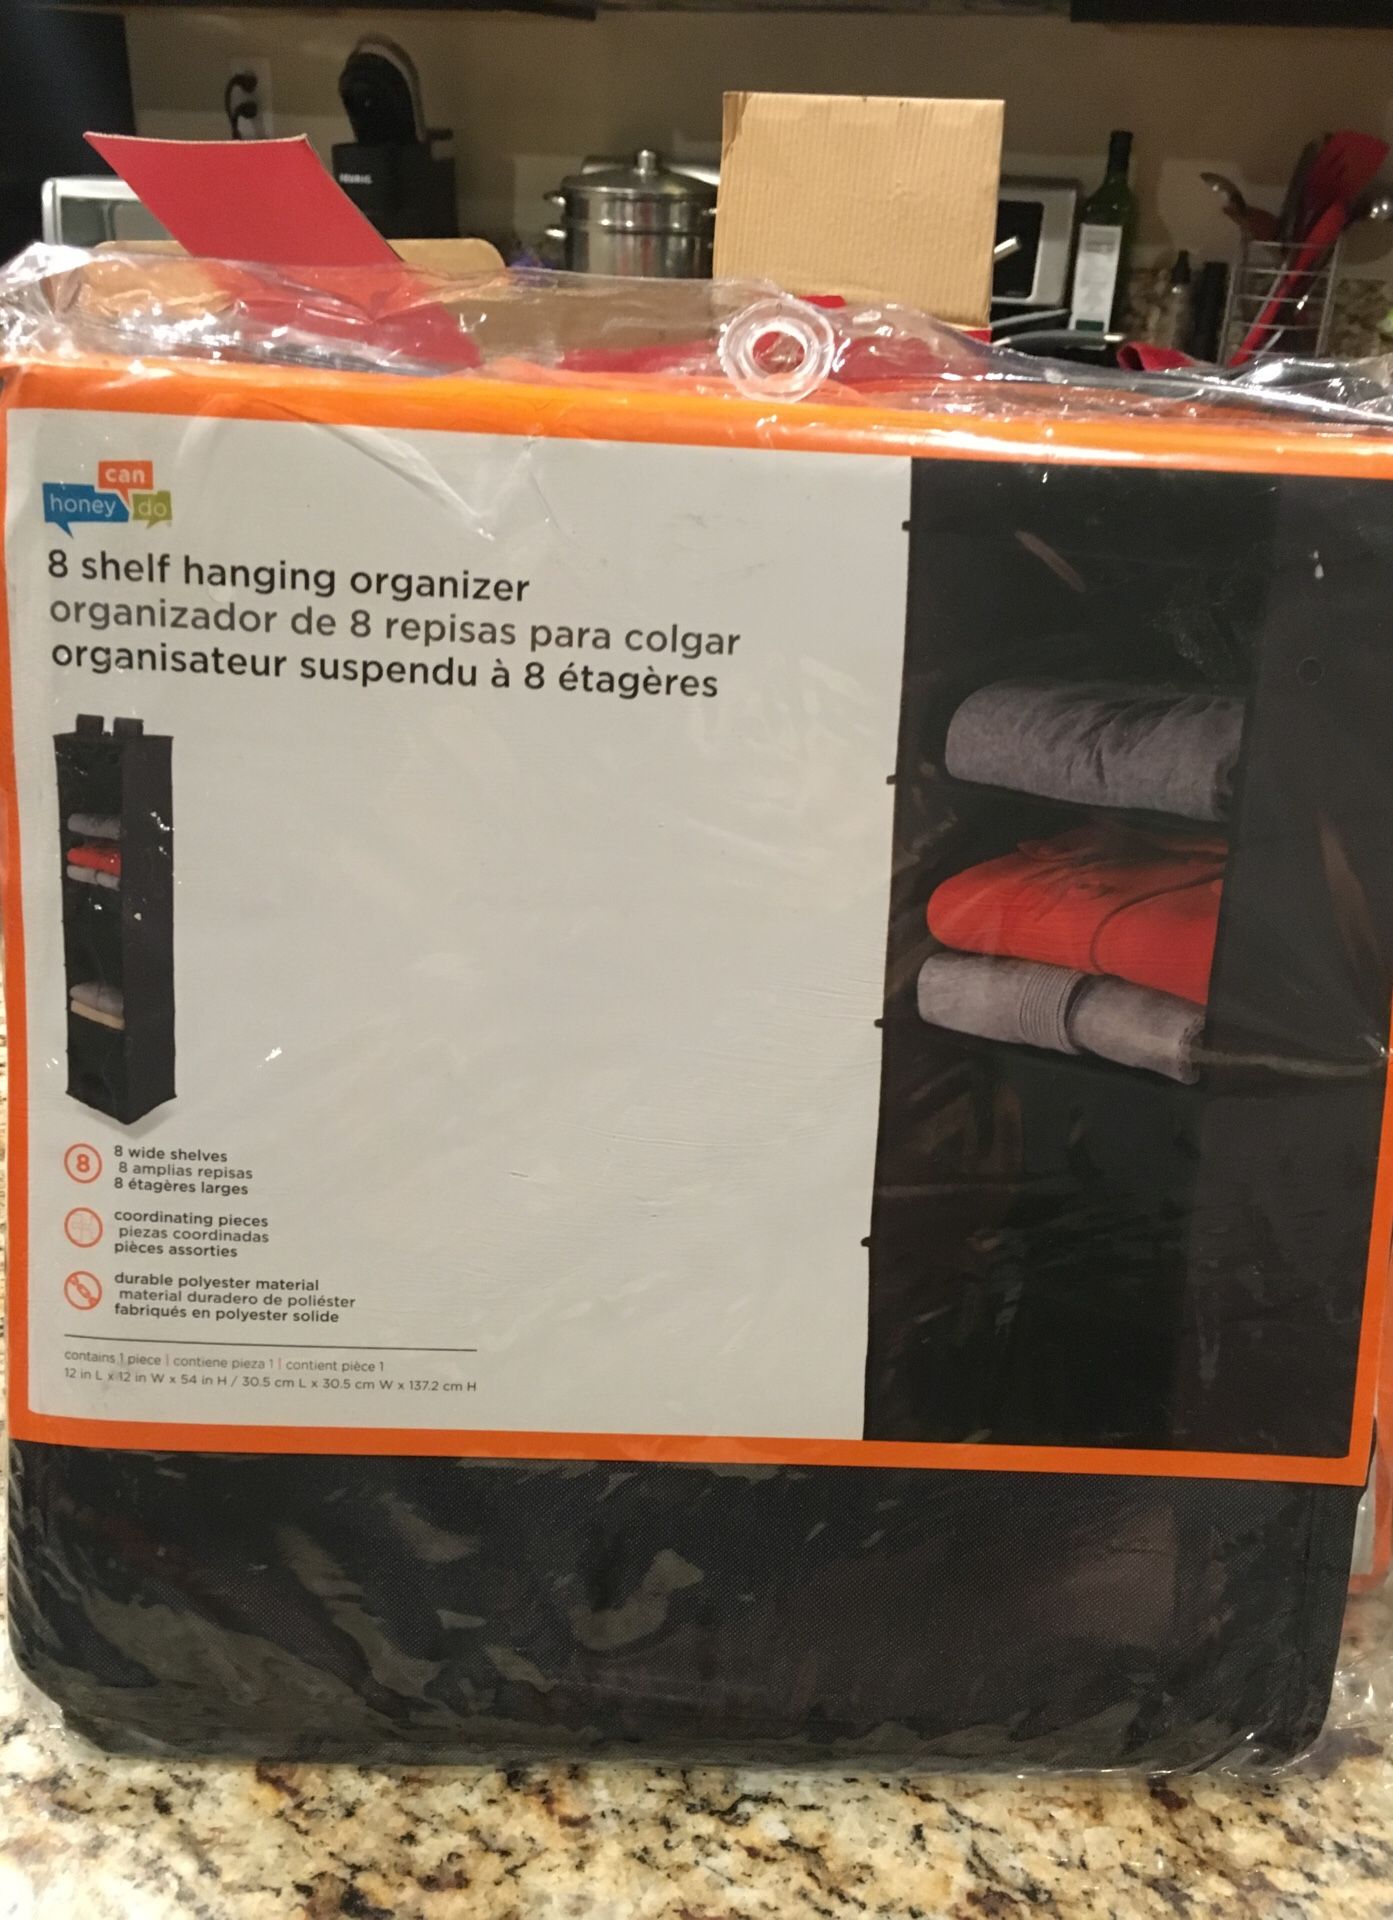 KEURIG
can
honey do
8 shelf hanging organizer
organizador de 8 repisas para colgar
organisateur suspendu à 8 étagères
8
8 wide shelves
8 amplias repisas
8 étagères larges
coordinating pieces
piezas coordinadas
pièces assorties
durable polyester material
material duradero de poliéster
fabriqués en polyester solide
contains 1 piece | contiene pieza 1 | contient pièce 1
12 in L x 12 in W x 54 in H / 30.5 cm L x 30.5 cm W x 137.2 cm H